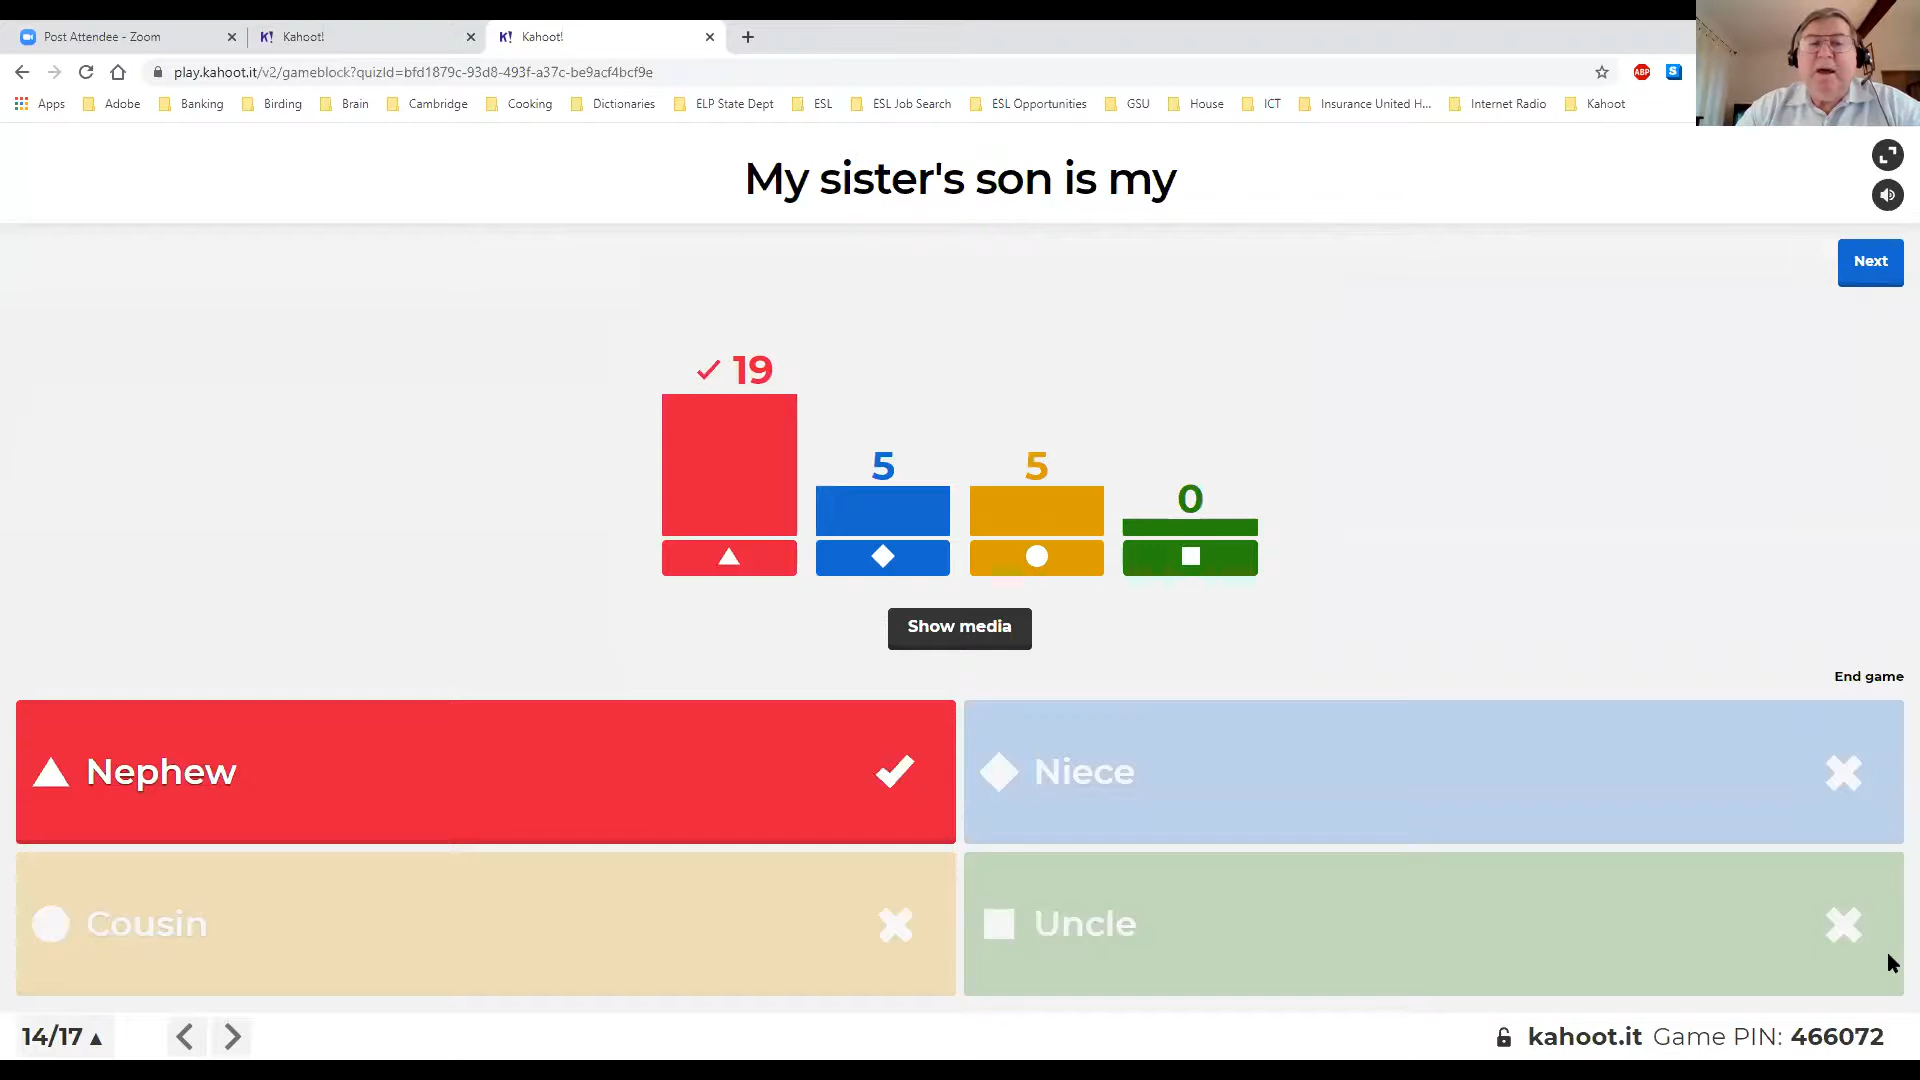 Post Attendee - Zoom
Kahoot!
Kahoot!
play.kahoot.it/v2/gameblock?quizId=bfd1879c-93d8-493f-a37c-be9acf4bcf9e
ABP
S
Apps Adobe Banking Birding Brain Cambridge Cooking Dictionaries ELP State Dept ESL ESL Job Search ESL Opportunities GSU House ICT Insurance United H... Internet Radio Kahoot
My sister's son is my
Next
19
5
5
0
Show media
End game
Nephew
Niece
Cousin
Uncle
14/17
kahoot.it Game PIN: 466072